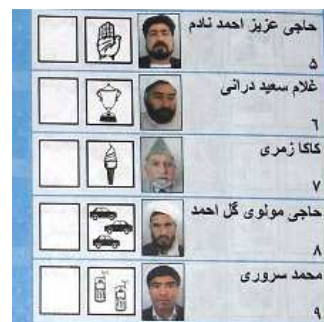 حاجی عزیز احمد نادم
۵
غلام سعید درانی
٦
کاکا زمری
۷
حاجی مولوی گل احمد
۸
محمد سروری
۹